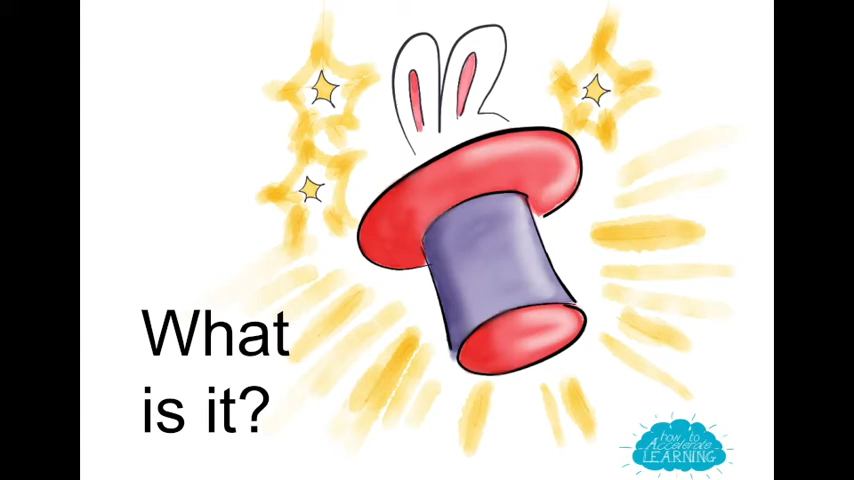 What
is it?
how to
Accelerate
LEARNING